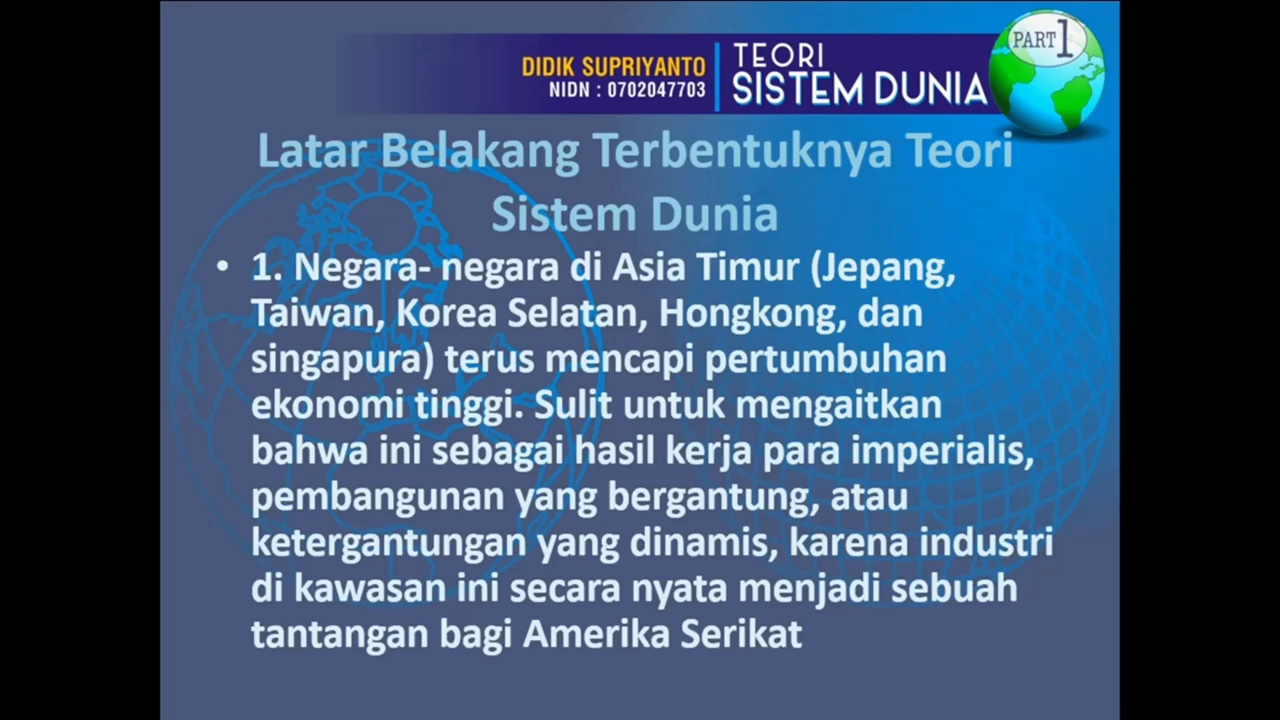 DIDIK SUPRIYANTO
NIDN : 0702047703
TEORI
SISTEM DUNIA
PART 1
Latar Belakang Terbentuknya Teori
Sistem Dunia
• 1. Negara- negara di Asia Timur (Jepang,
Taiwan, Korea Selatan, Hongkong, dan
singapura) terus mencapi pertumbuhan
ekonomi tinggi. Sulit untuk mengaitkan
bahwa ini sebagai hasil kerja para imperialis,
pembangunan yang bergantung, atau
ketergantungan yang dinamis, karena industri
di kawasan ini secara nyata menjadi sebuah
tantangan bagi Amerika Serikat